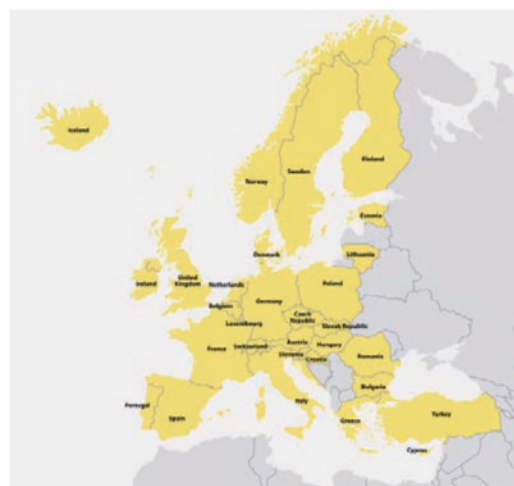 Iceland
Finland
Norway
Sweden
Estonia
Denmark
Lithuania
Ireland
United
Kingdom
Netherlands
Poland
Belgium
Germany
Czech
Republic
Luxembourg
Slovak Republic
Austria
France
Switzerland
Hungary
Slovenia
Croatia
Romania
Bulgaria
Portugal
Spain
Italy
Greece
Turkey
Cyprus